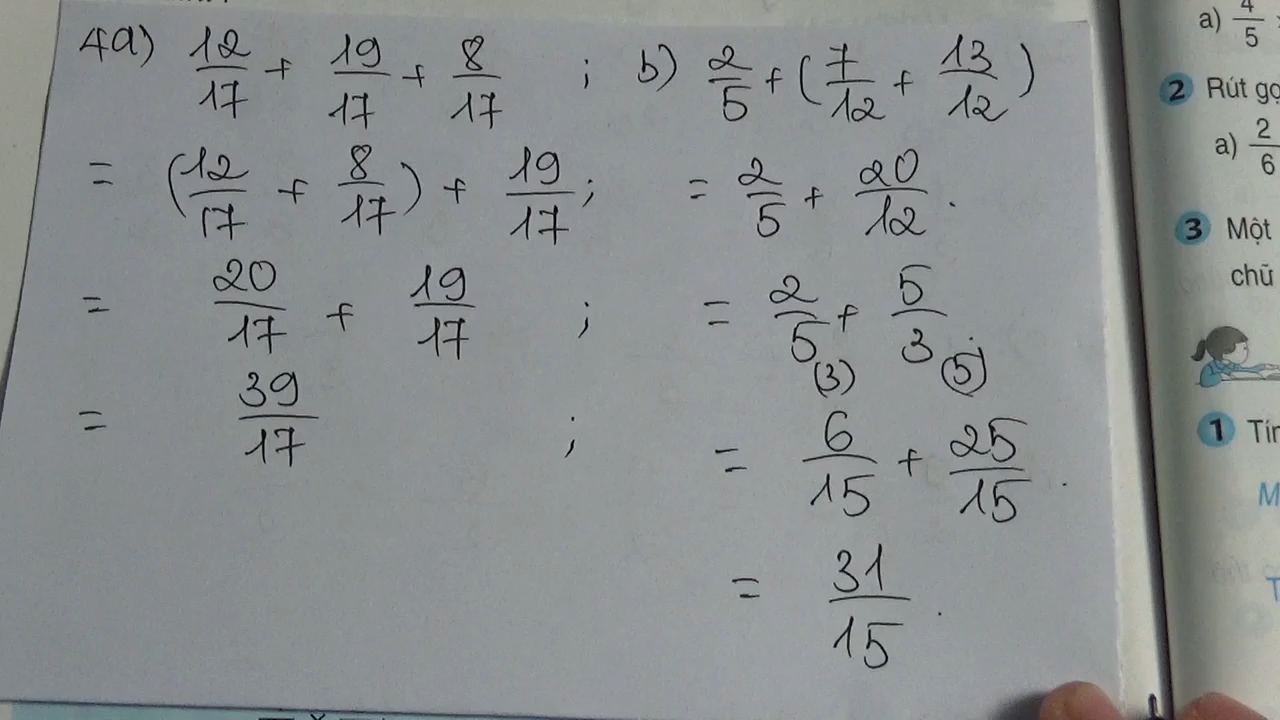 4a) 12/17 + 19/17 + 8/17 ; b) 2/5 + (7/12 + 13/12)
= (12/17 + 8/17) + 19/17 ; = 2/5 + 20/12 .
= 20/17 + 19/17 ; = 2/5 + 5/3 .
(3) (5)
= 39/17 ; = 6/15 + 25/15 .
= 31/15 .
a) 4/5
2 Rút gọ
a) 2/6
3 Một
chữ
1 Tín
M
T